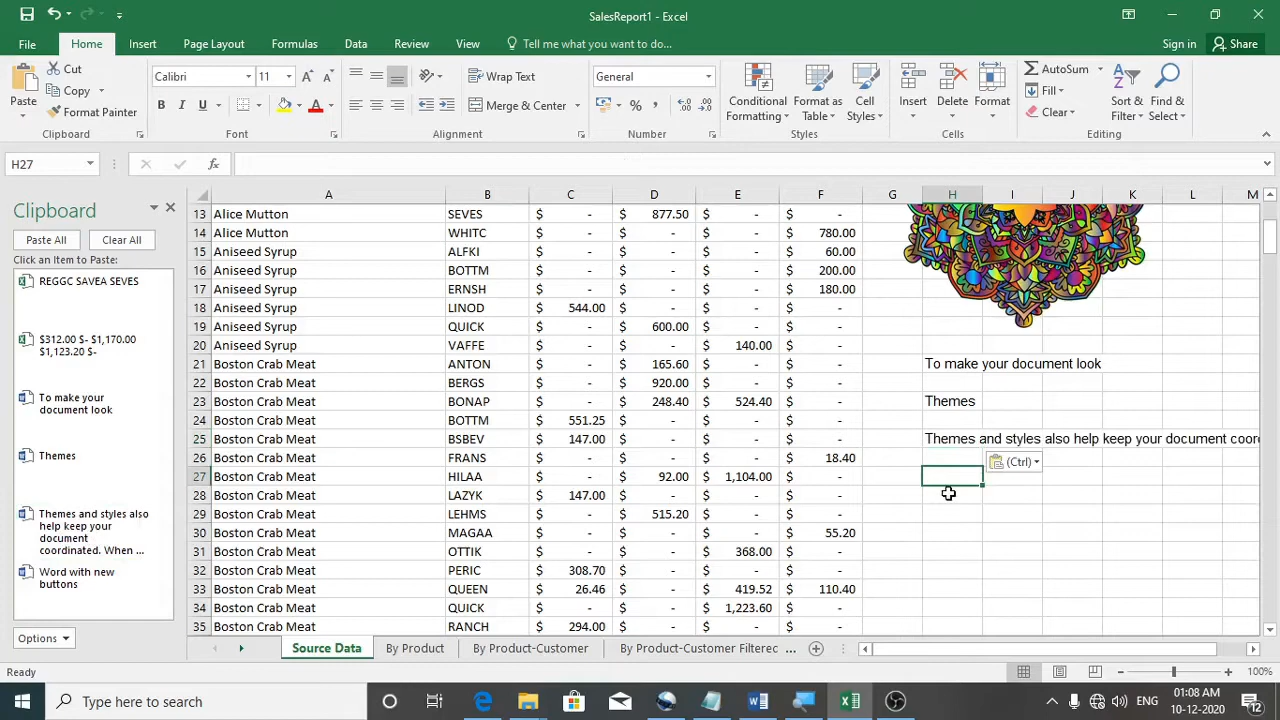 SalesReport1 - Excel
File Home Insert Page Layout Formulas Data Review View Tell me what you want to do... Sign in Share
Paste Cut Copy Format Painter
Calibri 11 B I U
Wrap Text Merge & Center
General % ,
Conditional Formatting Format as Table Cell Styles
Insert Delete Format
AutoSum Fill Clear Sort & Filter Find & Select
Clipboard Font Alignment Number Styles Cells Editing
H27 fx
Clipboard
Paste All Clear All
Click an Item to Paste:
REGGC SAVEA SEVES
$312.00 $- $1,170.00
$1,123.20 $-
To make your
document look
Themes
Themes and styles also
help keep your
document
coordinated. When ...
Word with new
buttons
Options
A B C D E F G H I J K L M
13 Alice Mutton SEVES $ - $ 877.50 $ - $ -
14 Alice Mutton WHITC $ - $ - $ - $ 780.00
15 Aniseed Syrup ALFKI $ - $ - $ - $ 60.00
16 Aniseed Syrup BOTTM $ - $ - $ - $ 200.00
17 Aniseed Syrup ERNSH $ - $ - $ - $ 180.00
18 Aniseed Syrup LINOD $ 544.00 $ - $ - $ -
19 Aniseed Syrup QUICK $ - $ 600.00 $ - $ -
20 Aniseed Syrup VAFFE $ - $ - $ 140.00 $ -
21 Boston Crab Meat ANTON $ - $ 165.60 $ - $ - To make your document look
22 Boston Crab Meat BERGS $ - $ 920.00 $ - $ -
23 Boston Crab Meat BONAP $ - $ 248.40 $ 524.40 $ - Themes
24 Boston Crab Meat BOTTM $ 551.25 $ - $ - $ -
25 Boston Crab Meat BSBEV $ 147.00 $ - $ - $ - Themes and styles also help keep your document coor
26 Boston Crab Meat FRANS $ - $ - $ - $ 18.40 (Ctrl)
27 Boston Crab Meat HILAA $ - $ 92.00 $ 1,104.00 $ -
28 Boston Crab Meat LAZYK $ 147.00 $ - $ - $ -
29 Boston Crab Meat LEHMS $ - $ 515.20 $ - $ -
30 Boston Crab Meat MAGAA $ - $ - $ - $ 55.20
31 Boston Crab Meat OTTIK $ - $ - $ 368.00 $ -
32 Boston Crab Meat PERIC $ 308.70 $ - $ - $ -
33 Boston Crab Meat QUEEN $ 26.46 $ - $ 419.52 $ 110.40
34 Boston Crab Meat QUICK $ - $ - $ 1,223.60 $ -
35 Boston Crab Meat RANCH $ 294.00 $ - $ - $ -
Source Data By Product By Product-Customer By Product-Customer Filterec ...
Ready 100%
Type here to search ENG 01:08 AM
10-12-2020 12